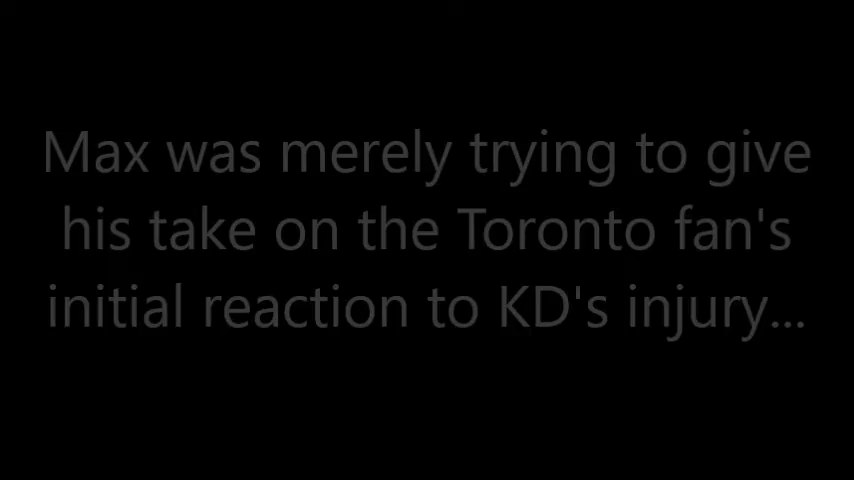 Max was merely trying to give
his take on the Toronto fan's
initial reaction to KD's injury...